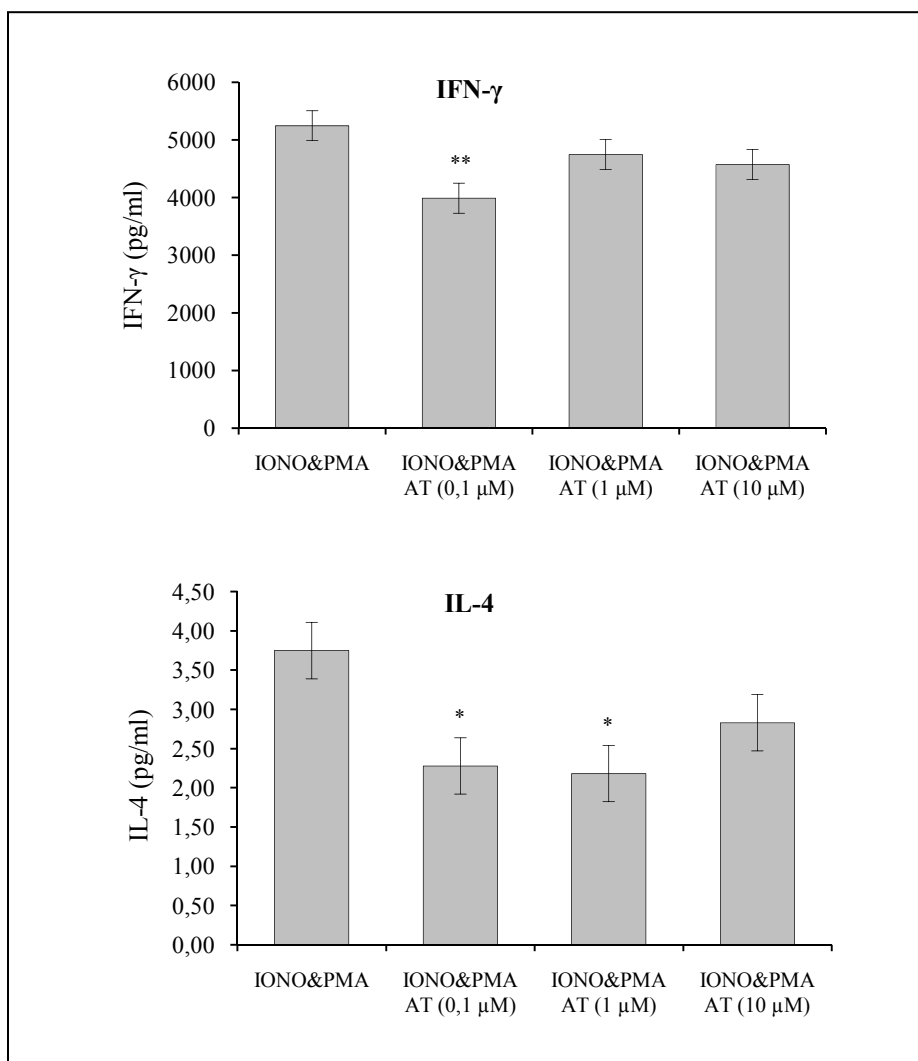 IFN-γ
6000
5000
4000
3000
2000
1000
0
IFN-γ (pg/ml)
**
IONO&PMA
IONO&PMA
AT (0,1 μM)
IONO&PMA
AT (1 μM)
IONO&PMA
AT (10 μM)
IL-4
4,50
4,00
3,50
3,00
2,50
2,00
1,50
1,00
0,50
0,00
IL-4 (pg/ml)
*
*
IONO&PMA
IONO&PMA
AT (0,1 μM)
IONO&PMA
AT (1 μM)
IONO&PMA
AT (10 μM)